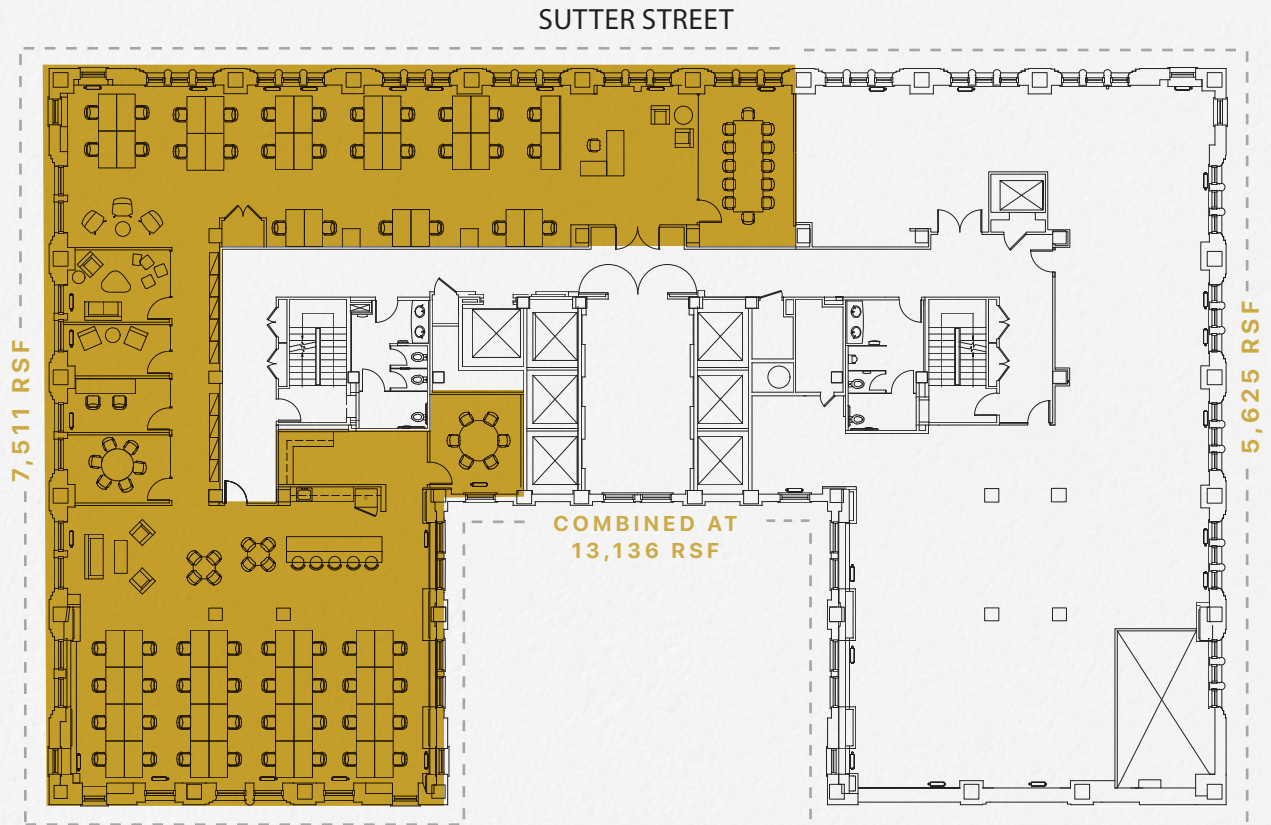 SUTTER STREET
7,511 RSF
5,625 RSF
COMBINED AT
13,136 RSF